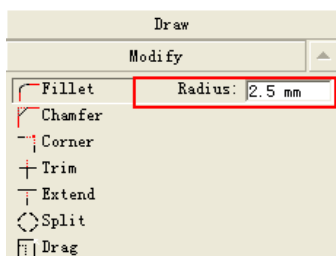 Draw
Modify
Fillet Radius: 2.5 mm
Chamfer
Corner
Trim
Extend
Split
Drag